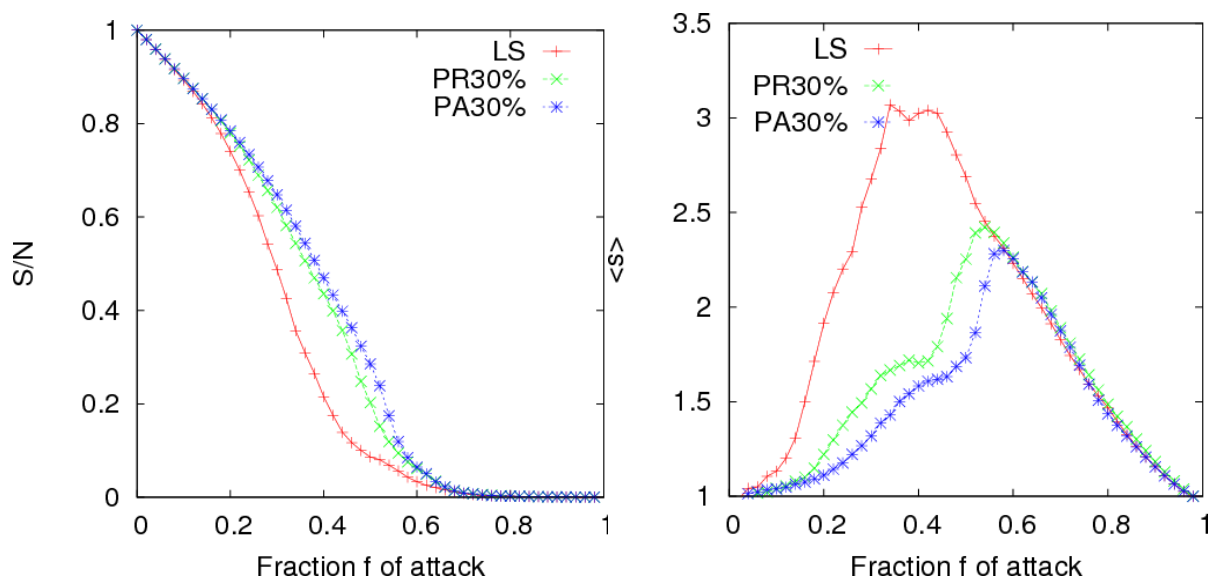 1
0.8
0.6
0.4
0.2
0
S/N
LS
PR30%
PA30%
0 0.2 0.4 0.6 0.8 1
Fraction f of attack
3.5
3
2.5
2
1.5
1
<s>
LS
PR30%
PA30%
0 0.2 0.4 0.6 0.8 1
Fraction f of attack